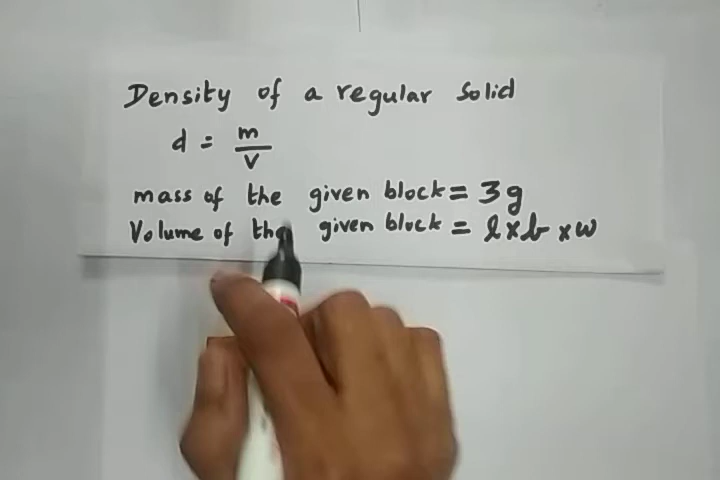 Density of a regular Solid
d = m/v
mass of the given block = 3g
Volume of the given block = l x b x w